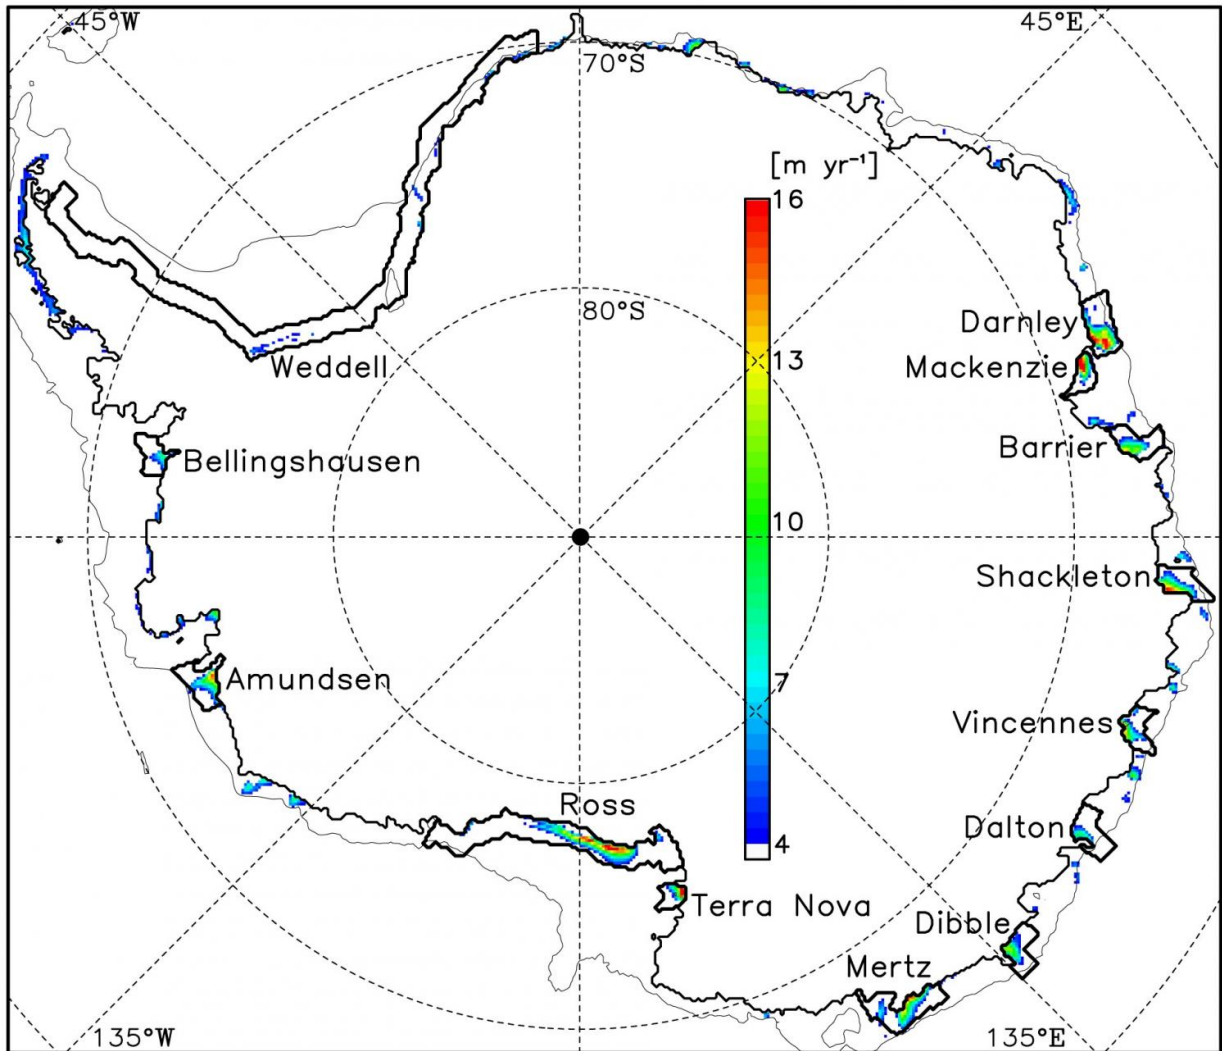 45°W
45°E
70°S
[m yr⁻¹]
16
80°S
Darnley
13
Weddell
Mackenzie
Barrier
Bellingshausen
10
Shackleton
Amundsen
7
Vincennes
Ross
Dalton
4
Terra Nova
Dibble
Mertz
135°W
135°E